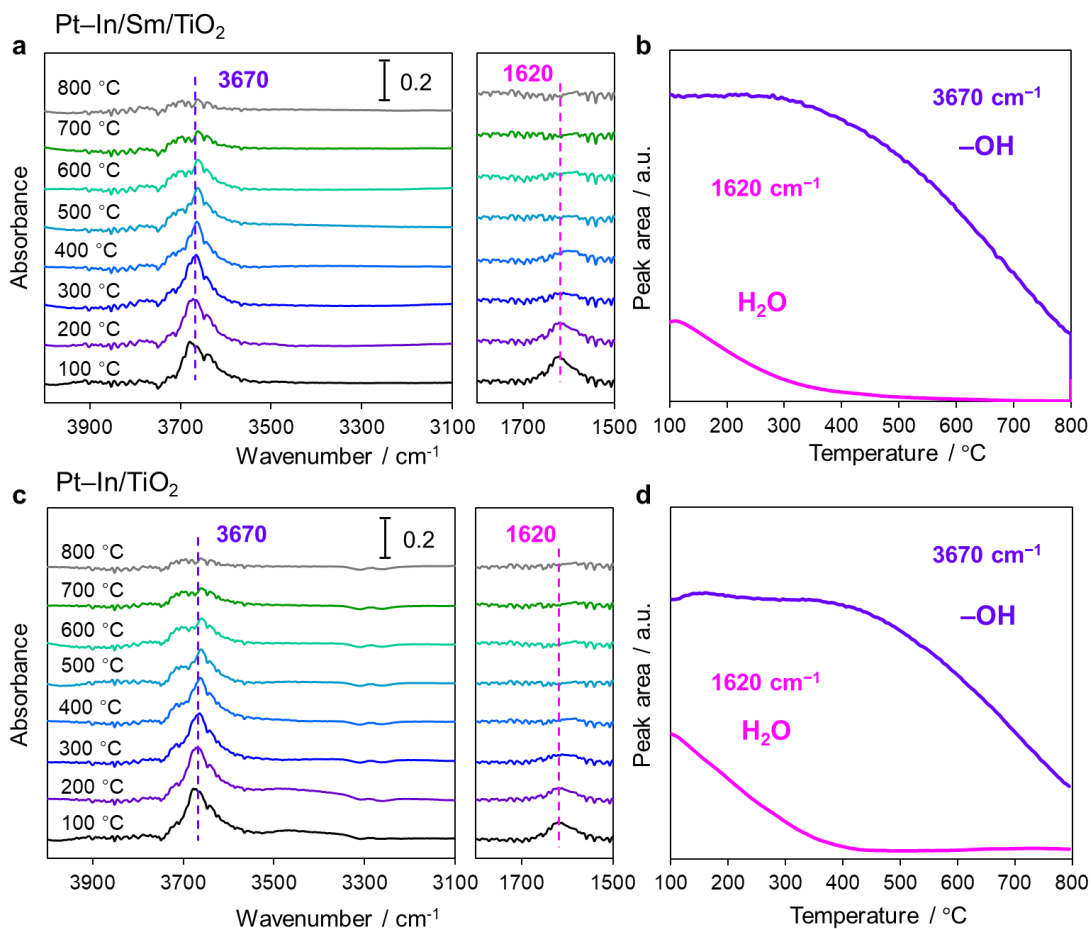 Pt–In/Sm/TiO₂
a
3670
0.2
800 °C
700 °C
600 °C
500 °C
400 °C
300 °C
200 °C
100 °C
Absorbance
3900 3700 3500 3300 3100
1620
1700 1500
Wavenumber / cm⁻¹
b
3670 cm⁻¹
–OH
1620 cm⁻¹
H₂O
Peak area / a.u.
100 200 300 400 500 600 700 800
Temperature / °C
Pt–In/TiO₂
c
3670
0.2
800 °C
700 °C
600 °C
500 °C
400 °C
300 °C
200 °C
100 °C
Absorbance
3900 3700 3500 3300 3100
1620
1700 1500
Wavenumber / cm⁻¹
d
3670 cm⁻¹
–OH
1620 cm⁻¹
H₂O
Peak area / a.u.
100 200 300 400 500 600 700 800
Temperature / °C